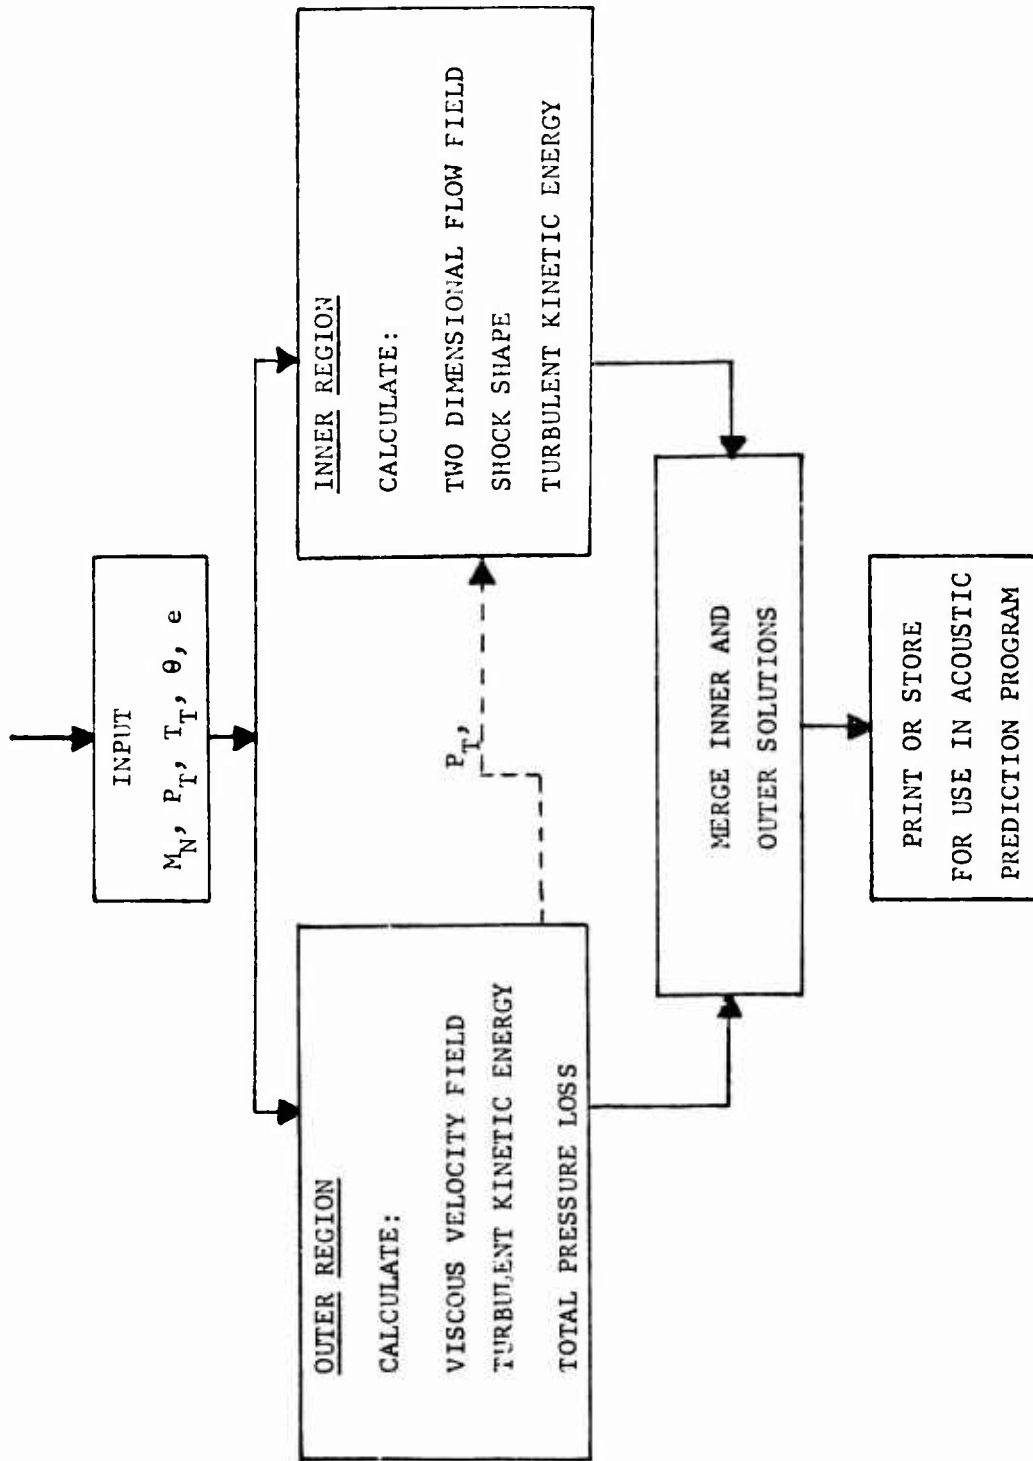 INPUT
M_N, P_T, T_T, θ, e
OUTER REGION
CALCULATE:
VISCOUS VELOCITY FIELD
TURBULENT KINETIC ENERGY
TOTAL PRESSURE LOSS
P_T,
INNER REGION
CALCULATE:
TWO DIMENSIONAL FLOW FIELD
SHOCK SHAPE
TURBULENT KINETIC ENERGY
MERGE INNER AND
OUTER SOLUTIONS
PRINT OR STORE
FOR USE IN ACOUSTIC
PREDICTION PROGRAM